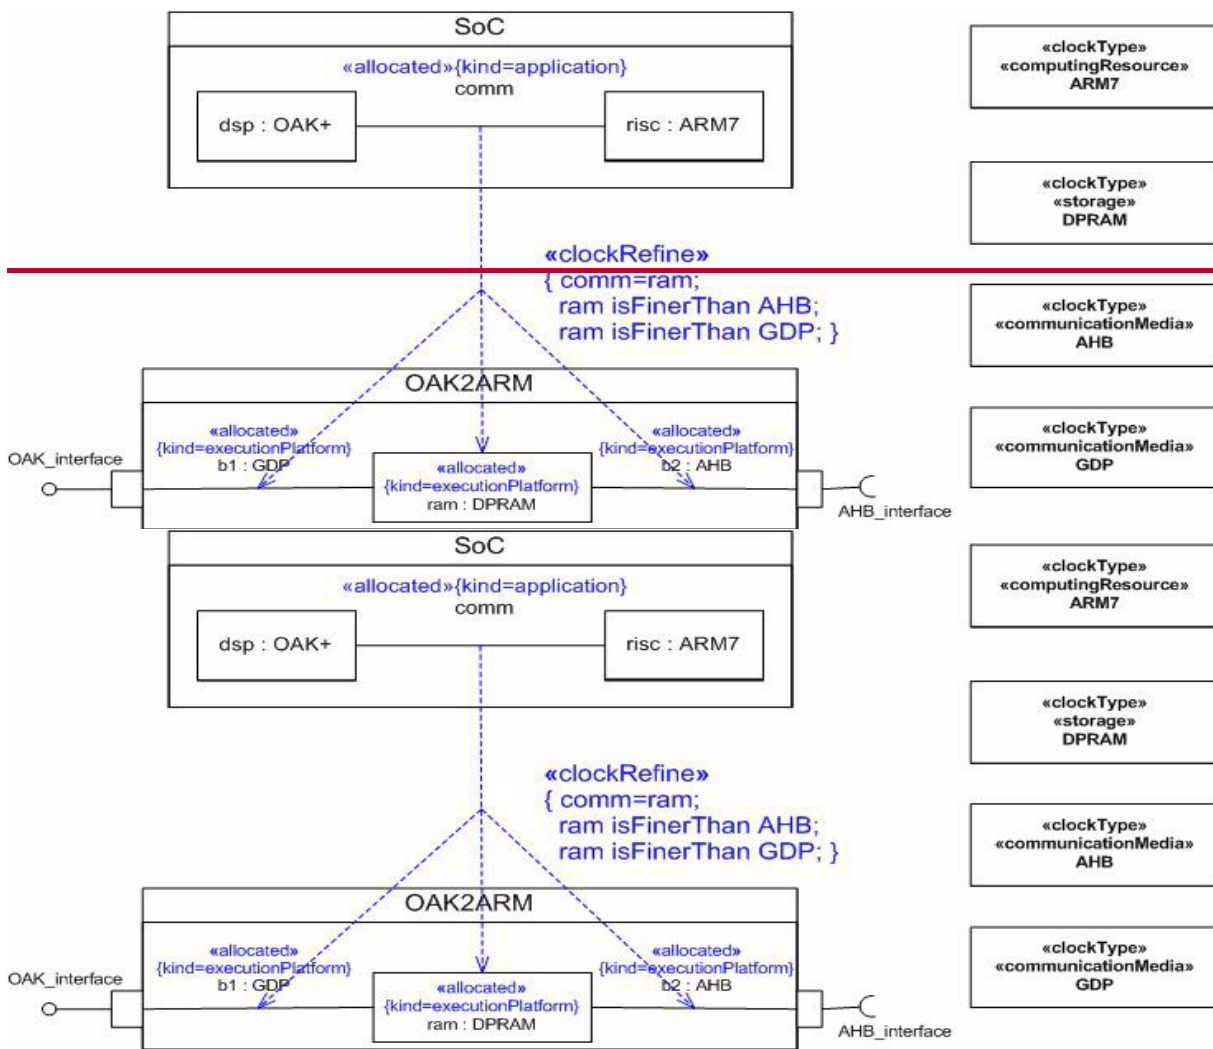 SoC
«allocated»{kind=application}
comm
dsp : OAK+
risc : ARM7
«clockRefine»
{ comm=ram;
ram isFinerThan AHB;
ram isFinerThan GDP; }
OAK2ARM
«allocated»
{kind=executionPlatform}
b1 : GDP
«allocated»
{kind=executionPlatform}
ram : DPRAM
«allocated»
{kind=executionPlatform}
b2 : AHB
OAK_interface
AHB_interface
«clockType»
«computingResource»
ARM7
«clockType»
«storage»
DPRAM
«clockType»
«communicationMedia»
AHB
«clockType»
«communicationMedia»
GDP
SoC
«allocated»{kind=application}
comm
dsp : OAK+
risc : ARM7
«clockRefine»
{ comm=ram;
ram isFinerThan AHB;
ram isFinerThan GDP; }
OAK2ARM
«allocated»
{kind=executionPlatform}
b1 : GDP
«allocated»
{kind=executionPlatform}
ram : DPRAM
«allocated»
{kind=executionPlatform}
b2 : AHB
OAK_interface
AHB_interface
«clockType»
«computingResource»
ARM7
«clockType»
«storage»
DPRAM
«clockType»
«communicationMedia»
AHB
«clockType»
«communicationMedia»
GDP